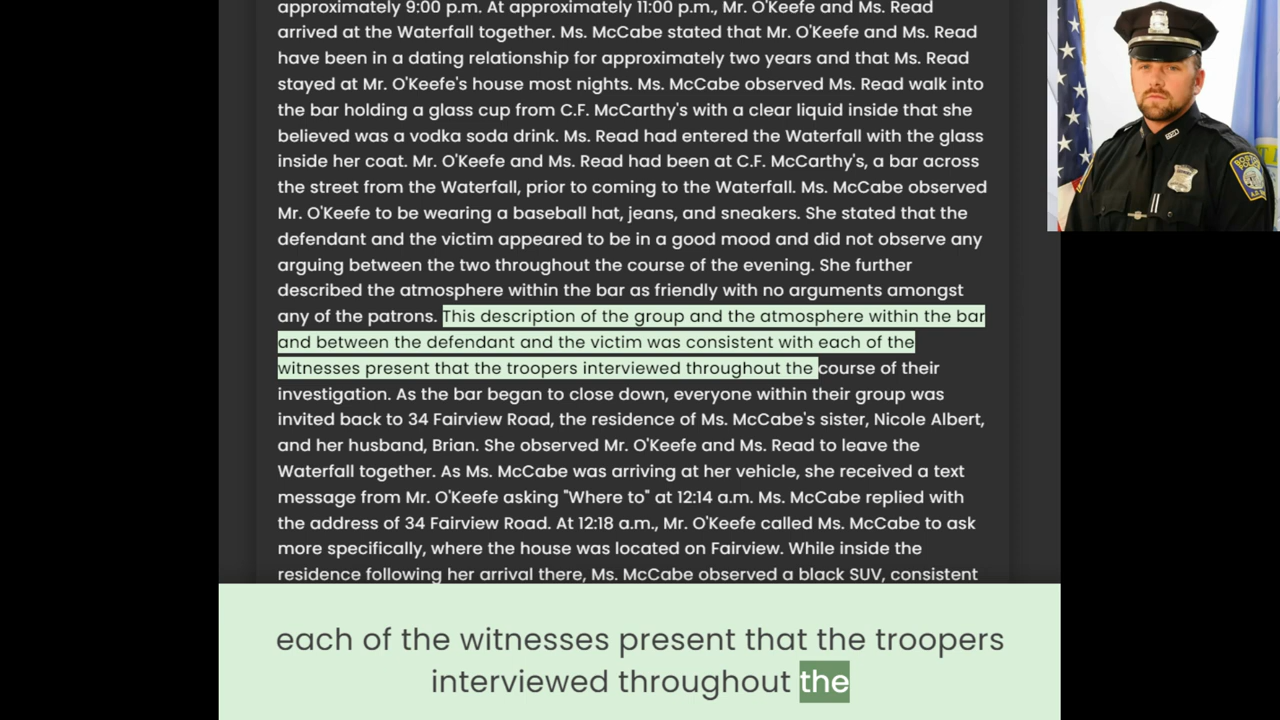 approximately 9:00 p.m. At approximately 11:00 p.m., Mr. O'Keefe and Ms. Read
arrived at the Waterfall together. Ms. McCabe stated that Mr. O'Keefe and Ms. Read
have been in a dating relationship for approximately two years and that Ms. Read
stayed at Mr. O'Keefe's house most nights. Ms. McCabe observed Ms. Read walk into
the bar holding a glass cup from C.F. McCarthy's with a clear liquid inside that she
believed was a vodka soda drink. Ms. Read had entered the Waterfall with the glass
inside her coat. Mr. O'Keefe and Ms. Read had been at C.F. McCarthy's, a bar across
the street from the Waterfall, prior to coming to the Waterfall. Ms. McCabe observed
Mr. O'Keefe to be wearing a baseball hat, jeans, and sneakers. She stated that the
defendant and the victim appeared to be in a good mood and did not observe any
arguing between the two throughout the course of the evening. She further
described the atmosphere within the bar as friendly with no arguments amongst
any of the patrons. This description of the group and the atmosphere within the bar
and between the defendant and the victim was consistent with each of the
witnesses present that the troopers interviewed throughout the course of their
investigation. As the bar began to close down, everyone within their group was
invited back to 34 Fairview Road, the residence of Ms. McCabe's sister, Nicole Albert,
and her husband, Brian. She observed Mr. O'Keefe and Ms. Read to leave the
Waterfall together. As Ms. McCabe was arriving at her vehicle, she received a text
message from Mr. O'Keefe asking "Where to" at 12:14 a.m. Ms. McCabe replied with
the address of 34 Fairview Road. At 12:18 a.m., Mr. O'Keefe called Ms. McCabe to ask
more specifically, where the house was located on Fairview. While inside the
residence following her arrival there, Ms. McCabe observed a black SUV, consistent
each of the witnesses present that the troopers
interviewed throughout the